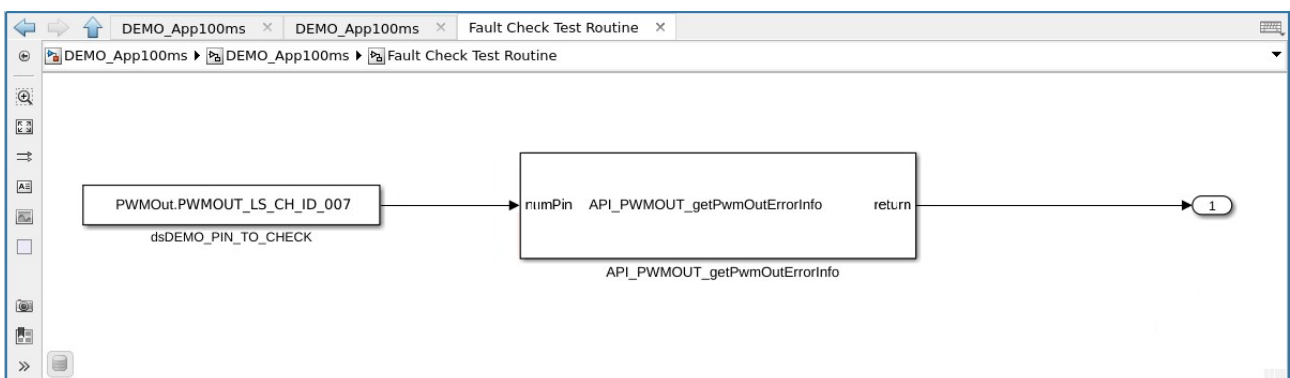 DEMO_App100ms × DEMO_App100ms × Fault Check Test Routine ×
DEMO_App100ms DEMO_App100ms Fault Check Test Routine
PWMOut.PWMOUT_LS_CH_ID_007
dsDEMO_PIN_TO_CHECK
numPin API_PWMOUT_getPwmOutErrorInfo return
API_PWMOUT_getPwmOutErrorInfo
1